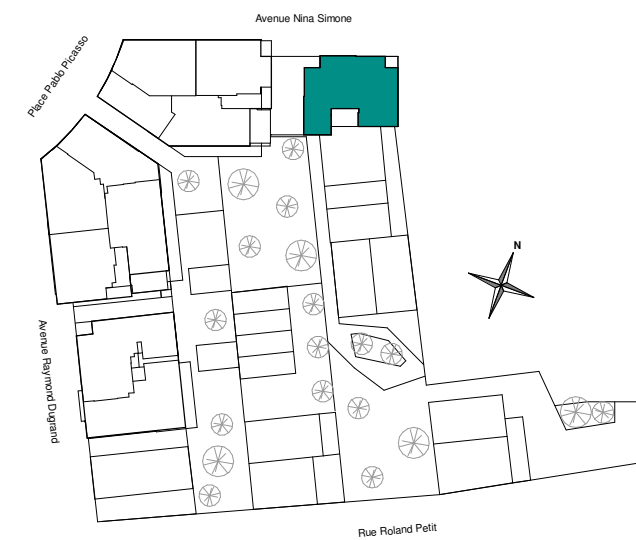 Avenue Nina Simone
Place Pablo Picasso
N
Avenue Raymond Dugrand
Rue Roland Petit